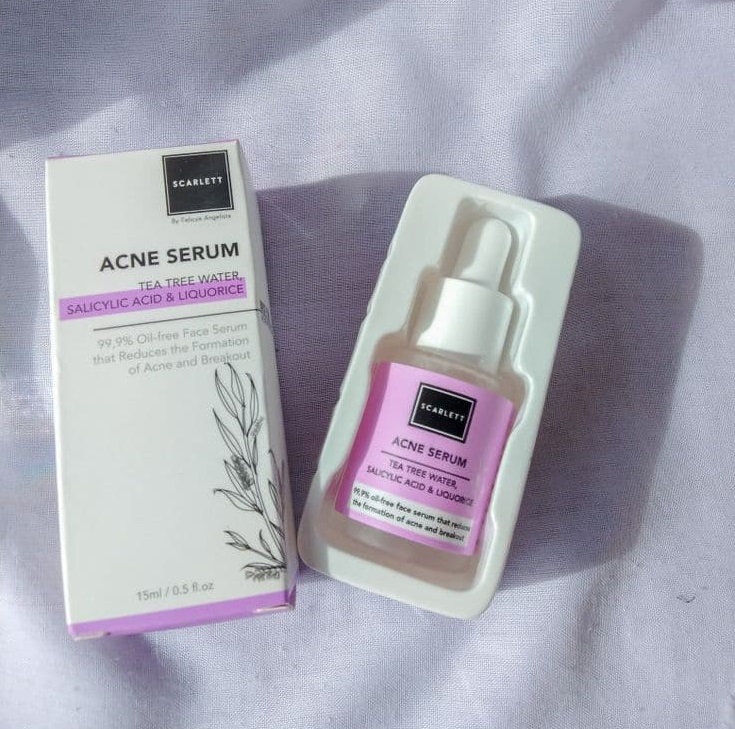 SCARLETT
By Felicya Angelista
ACNE SERUM
TEA TREE WATER,
SALICYLIC ACID & LIQUORICE
99,9% Oil-free Face Serum
that Reduces the Formation
of Acne and Breakout
15ml / 0.5 fl.oz
SCARLETT
ACNE SERUM
TEA TREE WATER,
SALICYLIC ACID & LIQUORICE
99,9% oil-free face serum that reduces
the formation of acne and breakout